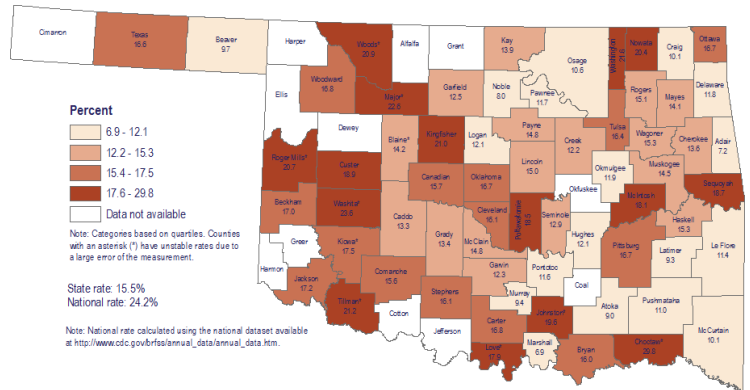 Cimarron
Texas
16.6
Beaver
9.7
Harper
Woods*
20.9
Alfalfa
Grant
Kay
13.9
Osage
10.6
Washington
21.6
Nowata
20.4
Craig
10.1
Ottawa
16.7
Ellis
Woodward
16.8
Major*
22.6
Garfield
12.5
Noble
8.0
Pawnee
11.7
Rogers
15.1
Mayes
14.1
Delaware
11.8
Percent
6.9 - 12.1
12.2 - 15.3
15.4 - 17.5
17.6 - 29.8
Data not available
Note: Categories based on quartiles. Counties
with an asterisk (*) have unstable rates due to
a large error of the measurement.
State rate: 15.5%
National rate: 24.2%
Note: National rate calculated using the national dataset available
at http://www.cdc.gov/brfss/annual_data/annual_data.htm.
Dewey
Blaine*
14.2
Kingfisher
21.0
Logan
12.1
Payne
14.8
Creek
12.2
Tulsa
16.4
Wagoner
15.3
Cherokee
13.6
Adair
7.2
Roger Mills*
20.7
Custer
18.8
Canadian
15.7
Oklahoma
16.7
Lincoln
15.0
Okmulgee
11.9
Muskogee
14.5
Okfuskee
McIntosh
18.1
Sequoyah
18.7
Beckham
17.0
Washita*
23.6
Caddo
13.3
Grady
13.4
Cleveland
16.1
McClain
14.8
Pottawatomie
18.5
Seminole
12.9
Hughes
12.1
Haskell
15.3
Pittsburg
16.7
Latimer
9.3
Le Flore
11.4
Greer
Kiowa*
17.5
Harmon
Jackson
17.2
Comanche
15.6
Tillman*
21.2
Cotton
Stephens
16.1
Jefferson
Garvin
12.3
Pontotoc
11.6
Coal
Murray
9.4
Carter
16.8
Johnston*
19.6
Atoka
9.0
Pushmataha
11.0
McCurtain
10.1
Love*
17.9
Marshall
6.9
Bryan
16.0
Choctaw*
29.8